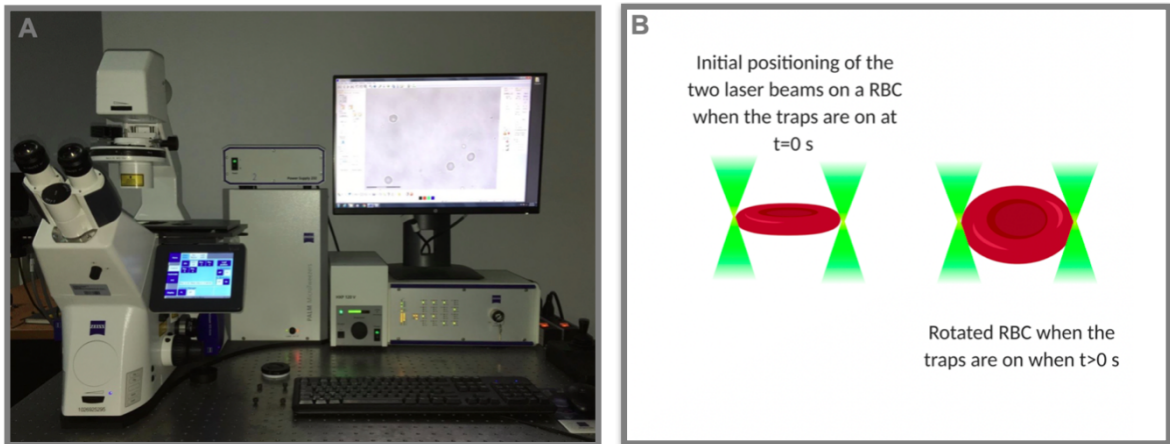 A
ZEISS
B
Initial positioning of the
two laser beams on a RBC
when the traps are on at
t=0 s
Rotated RBC when the
traps are on when t>0 s